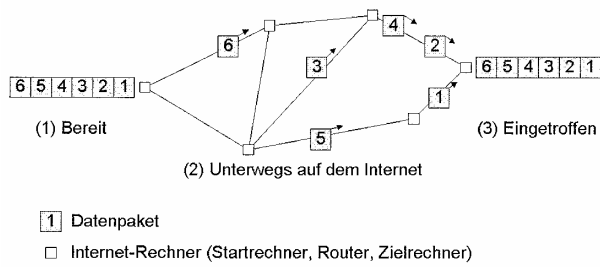 6
4
2
3
1
5
6 5 4 3 2 1
6 5 4 3 2 1
(1) Bereit
(3) Eingetroffen
(2) Unterwegs auf dem Internet
1 Datenpaket
Internet-Rechner (Startrechner, Router, Zielrechner)